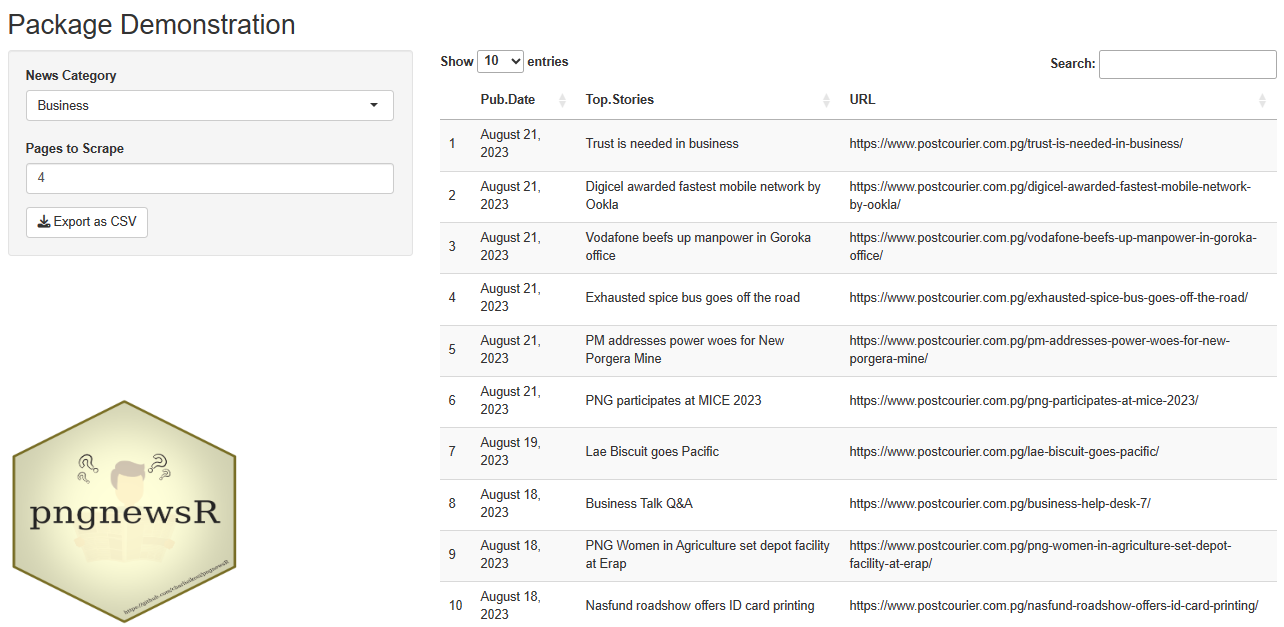 Package Demonstration
News Category
Business
Pages to Scrape
4
Export as CSV
pngnewsR
Show 10 entries
Search:
Pub.Date Top.Stories URL
1 August 21, 2023 Trust is needed in business https://www.postcourier.com.pg/trust-is-needed-in-business/
2 August 21, 2023 Digicel awarded fastest mobile network by Ookla https://www.postcourier.com.pg/digicel-awarded-fastest-mobile-network-by-ookla/
3 August 21, 2023 Vodafone beefs up manpower in Goroka office https://www.postcourier.com.pg/vodafone-beefs-up-manpower-in-goroka-office/
4 August 21, 2023 Exhausted spice bus goes off the road https://www.postcourier.com.pg/exhausted-spice-bus-goes-off-the-road/
5 August 21, 2023 PM addresses power woes for New Porgera Mine https://www.postcourier.com.pg/pm-addresses-power-woes-for-new-porgera-mine/
6 August 21, 2023 PNG participates at MICE 2023 https://www.postcourier.com.pg/png-participates-at-mice-2023/
7 August 19, 2023 Lae Biscuit goes Pacific https://www.postcourier.com.pg/lae-biscuit-goes-pacific/
8 August 18, 2023 Business Talk Q&A https://www.postcourier.com.pg/business-help-desk-7/
9 August 18, 2023 PNG Women in Agriculture set depot facility at Erap https://www.postcourier.com.pg/png-women-in-agriculture-set-depot-facility-at-erap/
10 August 18, 2023 Nasfund roadshow offers ID card printing https://www.postcourier.com.pg/nasfund-roadshow-offers-id-card-printing/